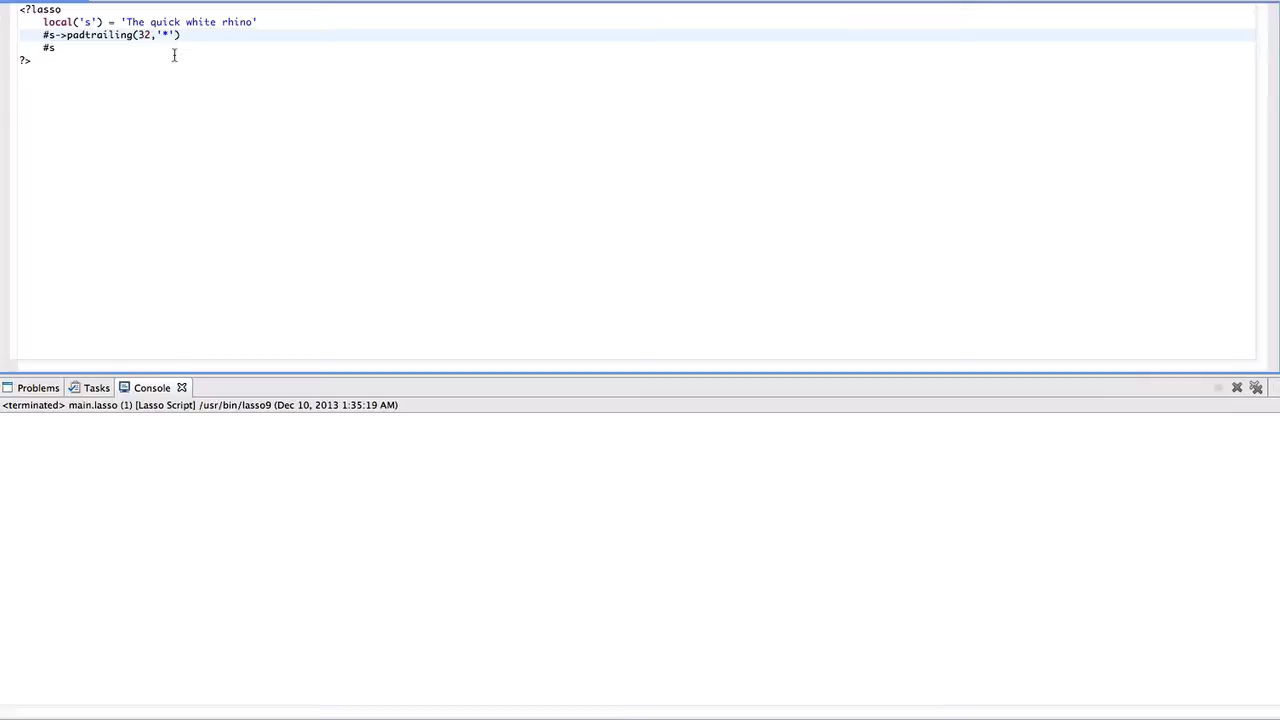 <?lasso
local('s') = 'The quick white rhino'
#s->padtrailing(32,'*')
#s
?>
Problems Tasks Console
<terminated> main.lasso (1) [Lasso Script] /usr/bin/lasso9 (Dec 10, 2013 1:35:19 AM)